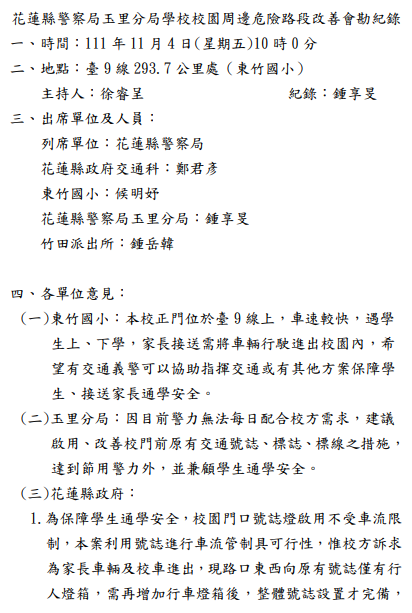 花蓮縣警察局玉里分局學校校園周邊危險路段改善會勘紀錄
一、時間：111 年 11 月 4 日(星期五)10 時 0 分
二、地點：臺 9 線 293.7 公里處（東竹國小）
主持人：徐睿呈 紀錄：鍾享旻
三、出席單位及人員：
列席單位：花蓮縣警察局
花蓮縣政府交通科：鄭君彥
東竹國小：候明妤
花蓮縣警察局玉里分局：鍾享旻
竹田派出所：鍾岳韓
四、各單位意見：
(一)東竹國小：本校正門位於臺 9 線上，車速較快，遇學
生上、下學，家長接送需將車輛行駛進出校園內，希
望有交通義警可以協助指揮交通或有其他方案保障學
生、接送家長通學安全。
(二)玉里分局：因目前警力無法每日配合校方需求，建議
啟用、改善校門前原有交通號誌、標誌、標線之措施，
達到節用警力外，並兼顧學生通學安全。
(三)花蓮縣政府：
1. 為保障學生通學安全，校園門口號誌燈啟用不受車流限
制，本案利用號誌進行車流管制具可行性，惟校方訴求
為家長車輛及校車進出，現路口東西向原有號誌僅有行
人燈箱，需再增加行車燈箱後，整體號誌設置才完備，